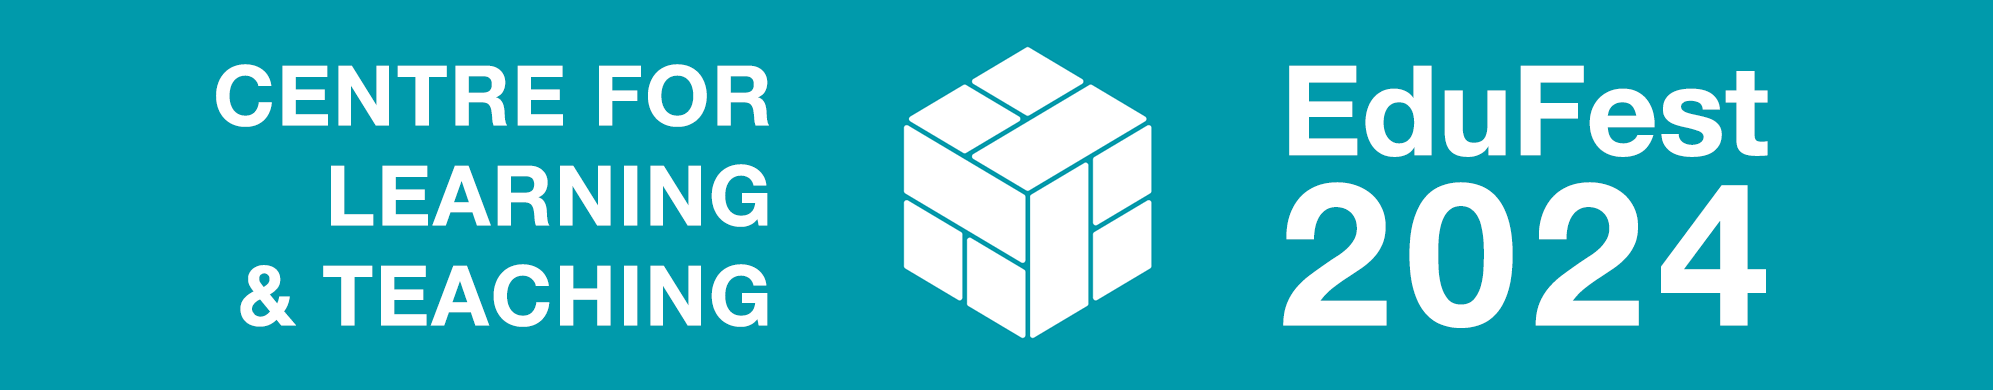 CENTRE FOR
LEARNING
& TEACHING
EduFest
2024